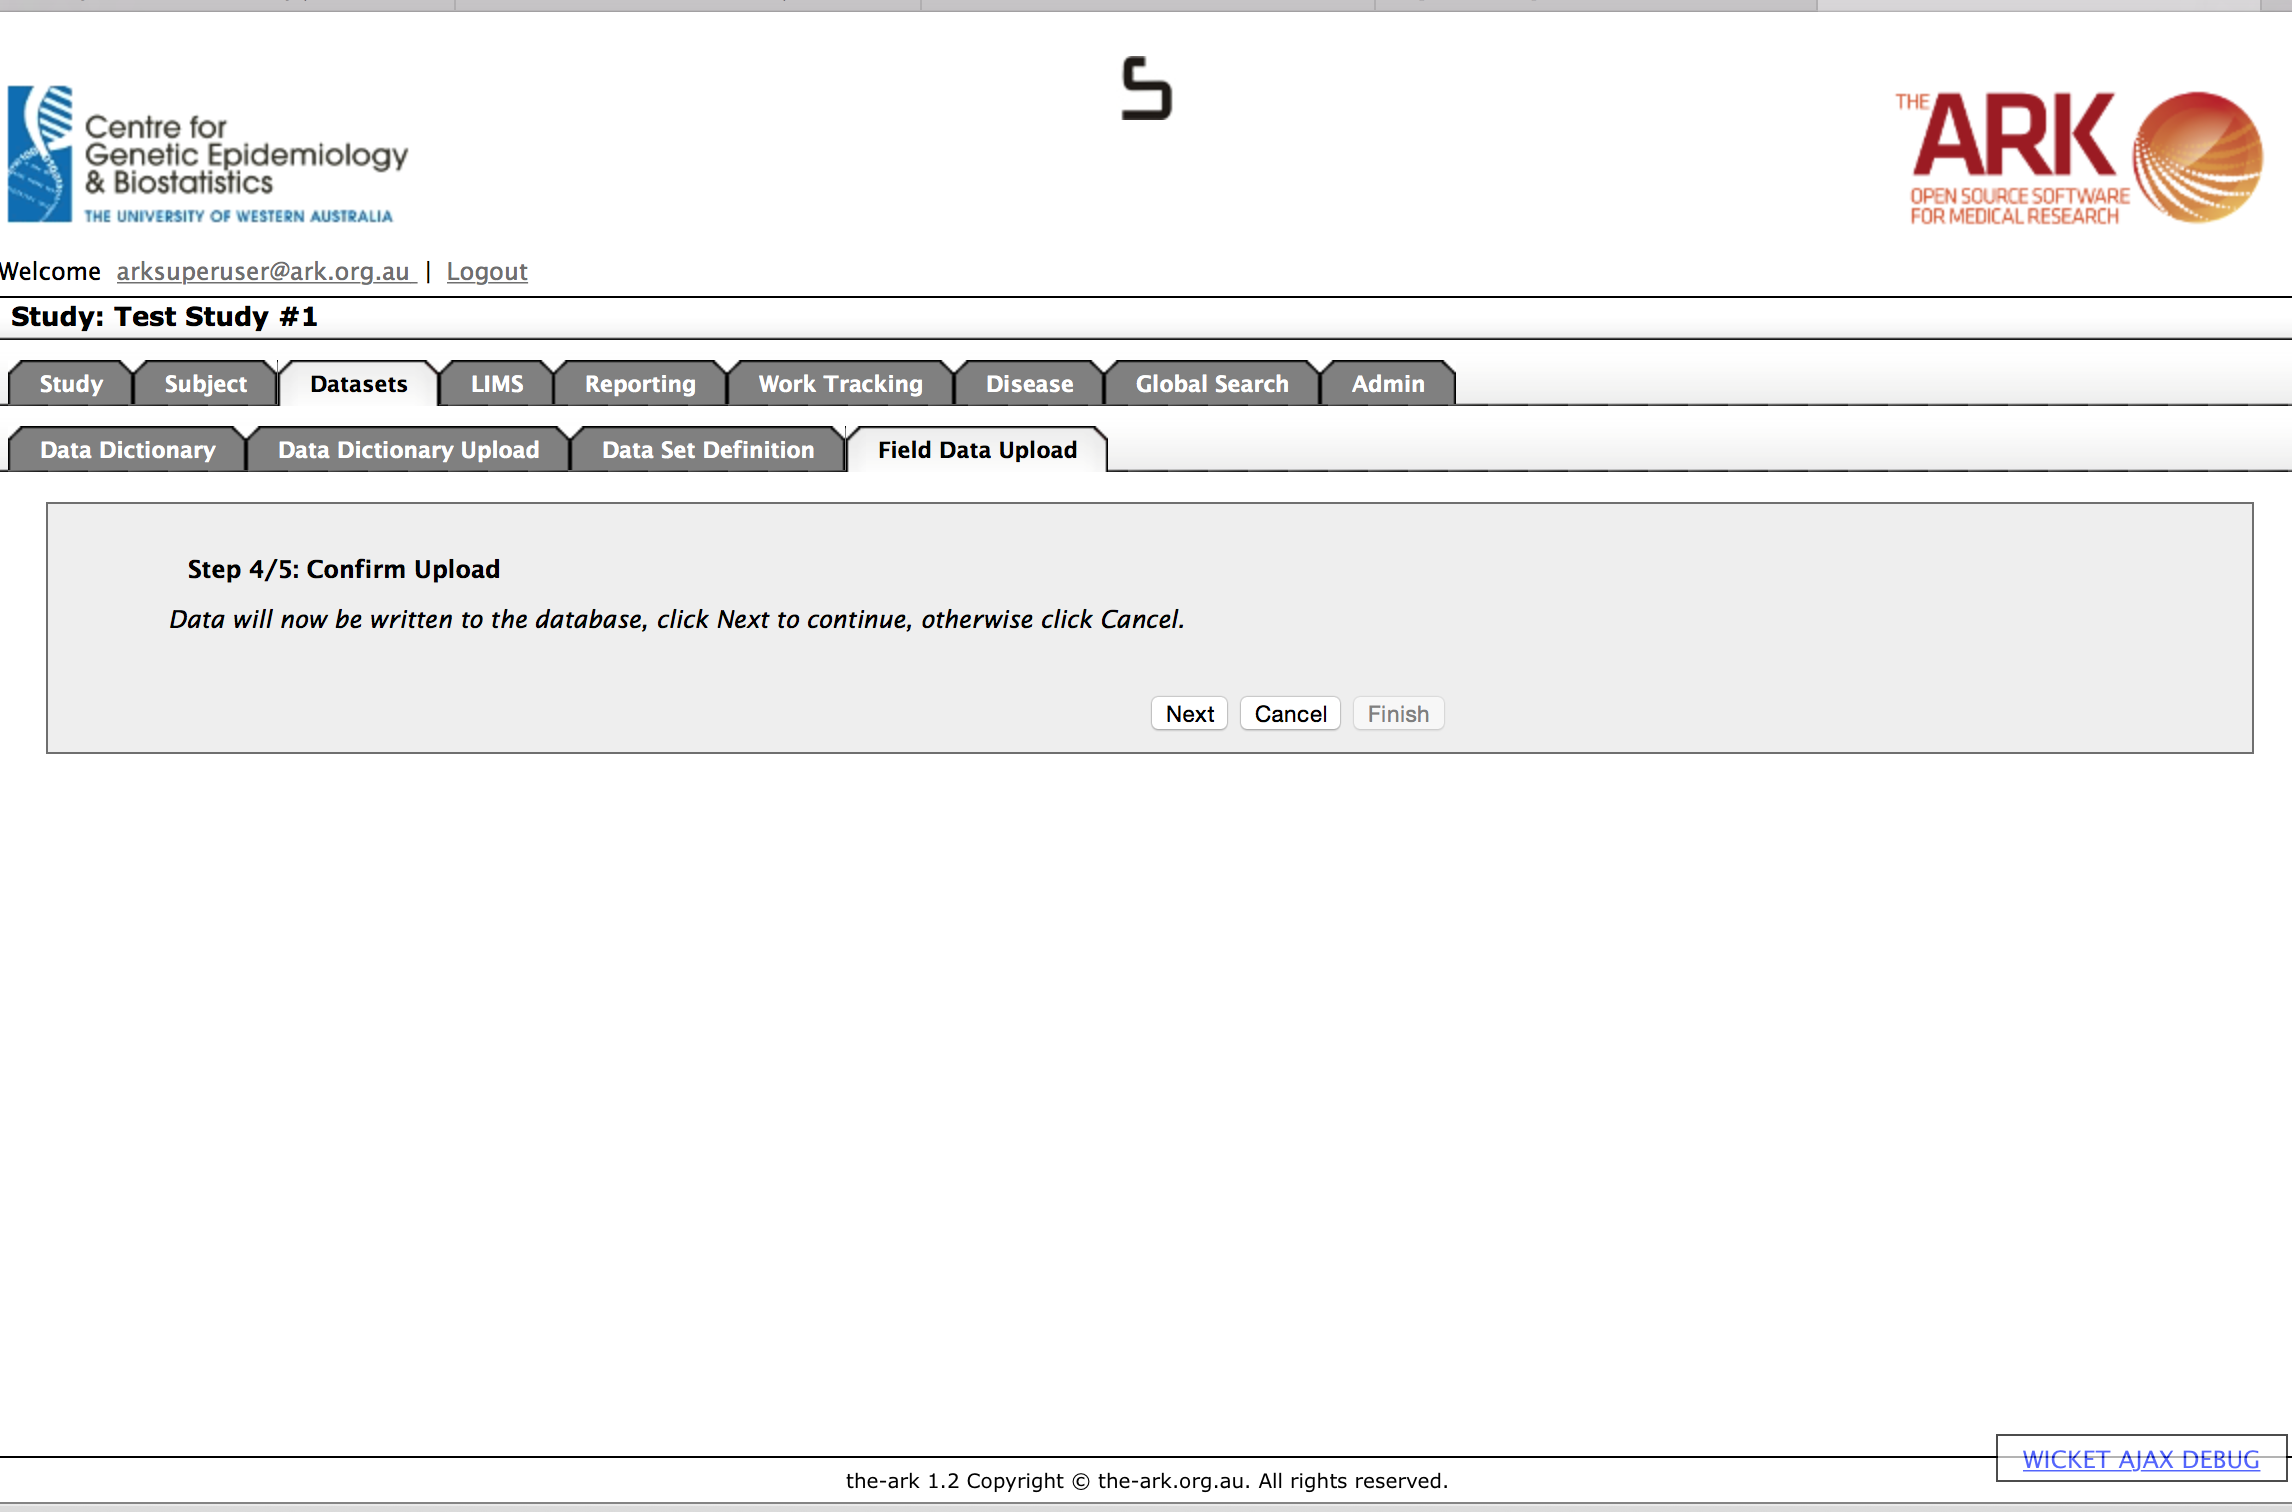 S
Centre for
Genetic Epidemiology
& Biostatistics
THE UNIVERSITY OF WESTERN AUSTRALIA
THE ARK
OPEN SOURCE SOFTWARE
FOR MEDICAL RESEARCH
Welcome arksuperuser@ark.org.au | Logout
Study: Test Study #1
Study Subject Datasets LIMS Reporting Work Tracking Disease Global Search Admin
Data Dictionary Data Dictionary Upload Data Set Definition Field Data Upload
Step 4/5: Confirm Upload
Data will now be written to the database, click Next to continue, otherwise click Cancel.
Next Cancel Finish
WICKET AJAX DEBUG
the-ark 1.2 Copyright © the-ark.org.au. All rights reserved.